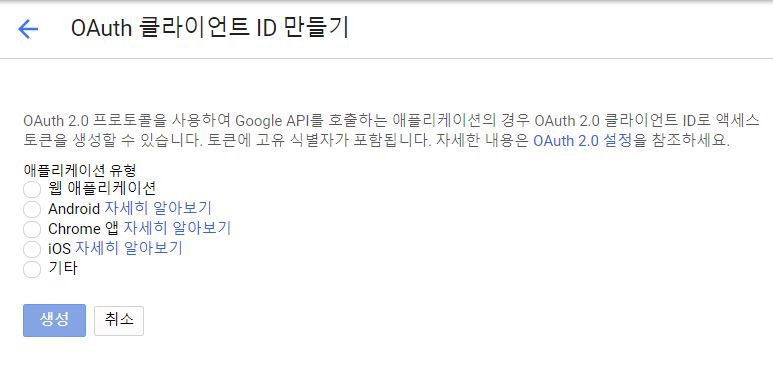 OAuth 클라이언트 ID 만들기
OAuth 2.0 프로토콜을 사용하여 Google API를 호출하는 애플리케이션의 경우 OAuth 2.0 클라이언트 ID로 액세스
토큰을 생성할 수 있습니다. 토큰에 고유 식별자가 포함됩니다. 자세한 내용은 OAuth 2.0 설정을 참조하세요.
애플리케이션 유형
웹 애플리케이션
Android 자세히 알아보기
Chrome 앱 자세히 알아보기
iOS 자세히 알아보기
기타
생성 취소